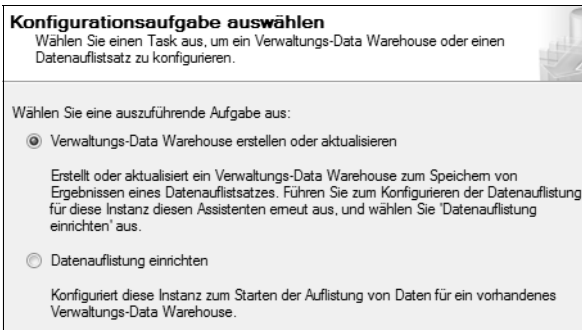 Konfigurationsaufgabe auswählen
Wählen Sie einen Task aus, um ein Verwaltungs-Data Warehouse oder einen
Datenauflistsatz zu konfigurieren.
Wählen Sie eine auszuführende Aufgabe aus:
Verwaltungs-Data Warehouse erstellen oder aktualisieren
Erstellt oder aktualisiert ein Verwaltungs-Data Warehouse zum Speichern von
Ergebnissen eines Datenauflistsatzes. Führen Sie zum Konfigurieren der Datenauflistung
für diese Instanz diesen Assistenten erneut aus, und wählen Sie 'Datenauflistung
einrichten' aus.
Datenauflistung einrichten
Konfiguriert diese Instanz zum Starten der Auflistung von Daten für ein vorhandenes
Verwaltungs-Data Warehouse.